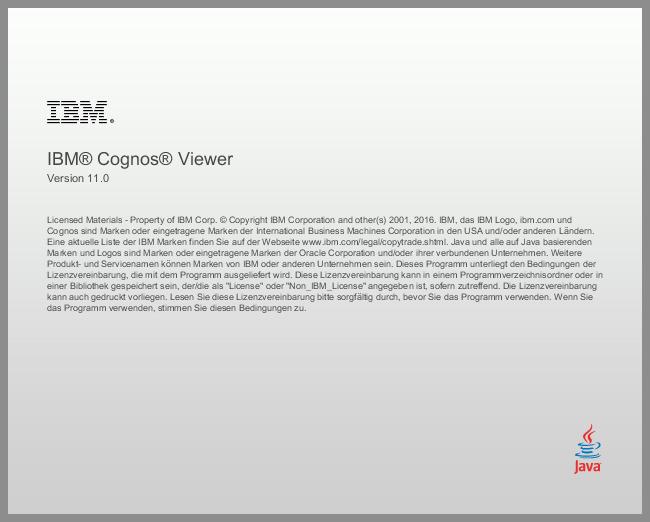 IBM®
IBM® Cognos® Viewer
Version 11.0
Licensed Materials - Property of IBM Corp. © Copyright IBM Corporation and other(s) 2001, 2016. IBM, das IBM Logo, ibm.com und
Cognos sind Marken oder eingetragene Marken der International Business Machines Corporation in den USA und/oder anderen Ländern.
Eine aktuelle Liste der IBM Marken finden Sie auf der Webseite www.ibm.com/legal/copytrade.shtml. Java und alle auf Java basierenden
Marken und Logos sind Marken oder eingetragene Marken der Oracle Corporation und/oder ihrer verbundenen Unternehmen. Weitere
Produkt- und Servicenamen können Marken von IBM oder anderen Unternehmen sein. Dieses Programm unterliegt den Bedingungen der
Lizenzvereinbarung, die mit dem Programm ausgeliefert wird. Diese Lizenzvereinbarung kann in einem Programmverzeichnisordner oder in
einer Bibliothek gespeichert sein, der/die als "License" oder "Non_IBM_License" angegeben ist, sofern zutreffend. Die Lizenzvereinbarung
kann auch gedruckt vorliegen. Lesen Sie diese Lizenzvereinbarung bitte sorgfältig durch, bevor Sie das Programm verwenden. Wenn Sie
das Programm verwenden, stimmen Sie diesen Bedingungen zu.
Java